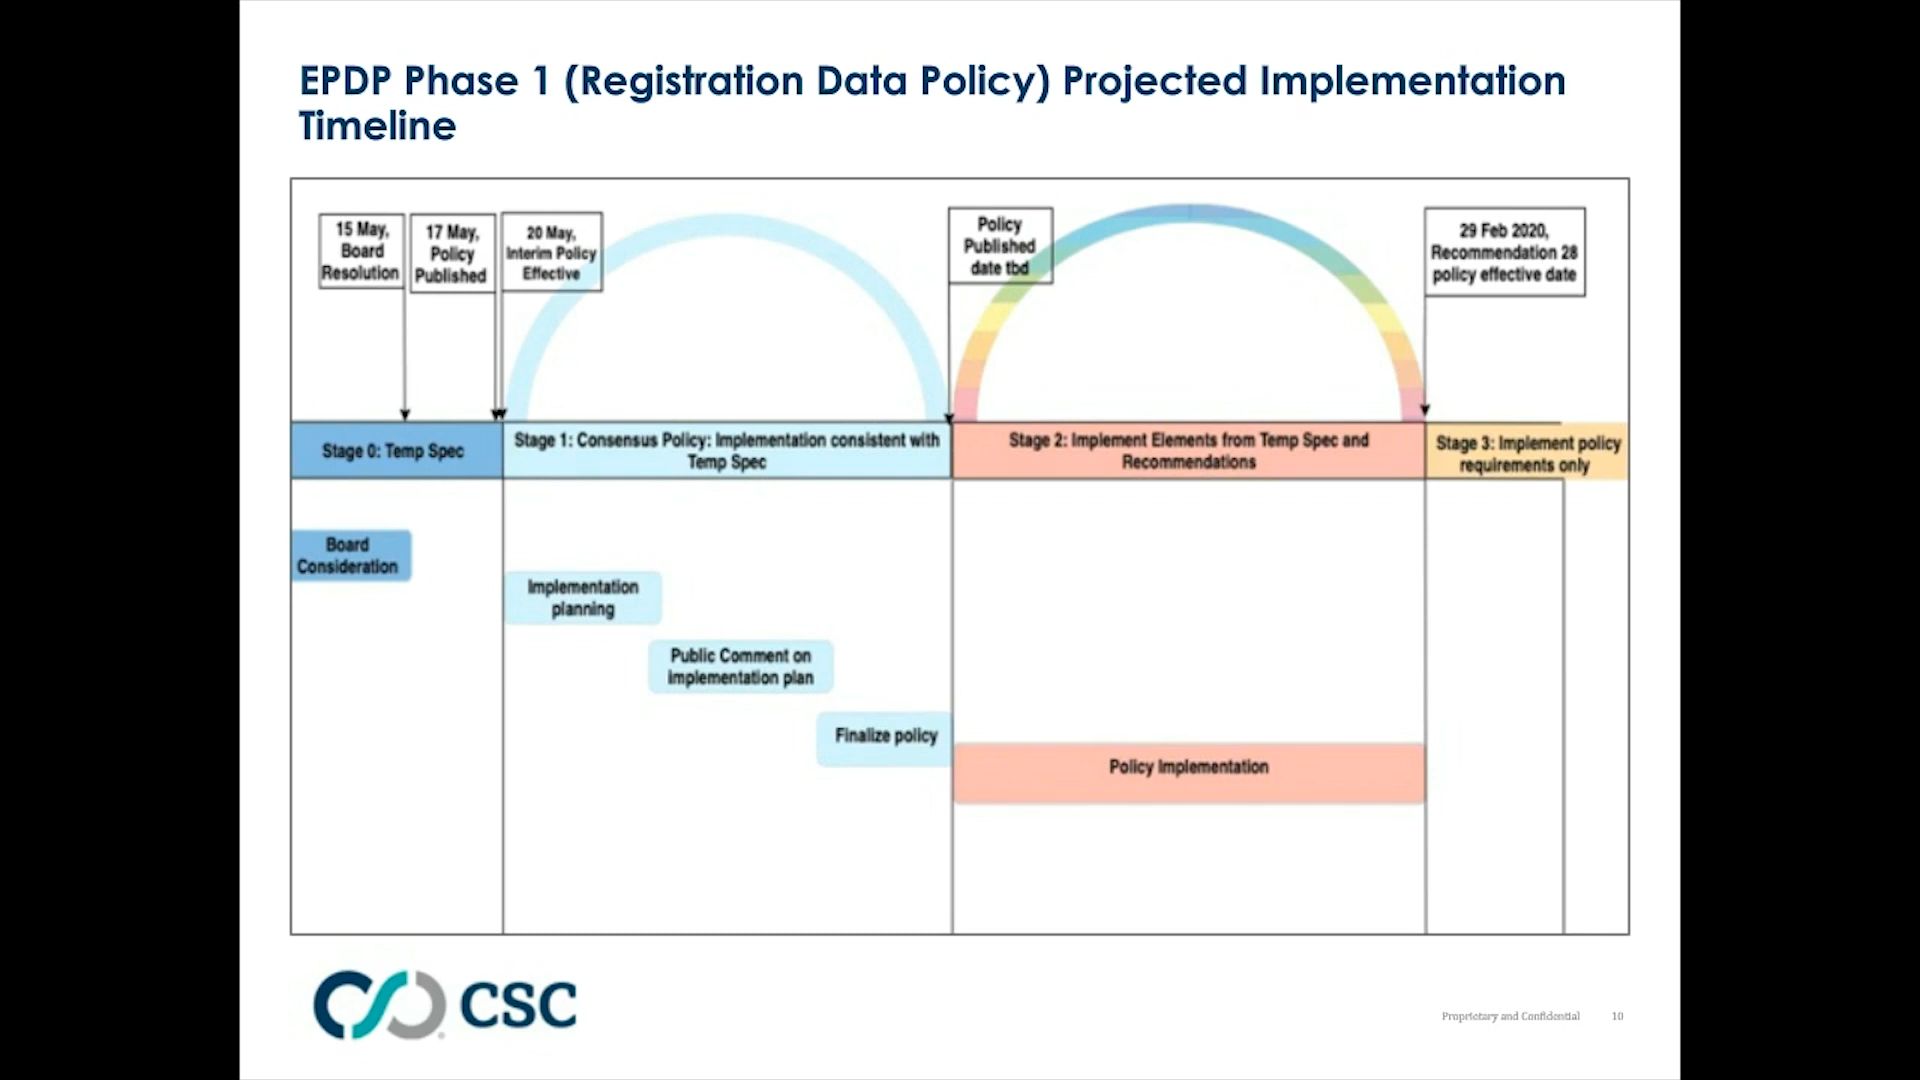 EPDP Phase 1 (Registration Data Policy) Projected Implementation
Timeline
15 May,
Board
Resolution
17 May,
Policy
Published
20 May,
Interim Policy
Effective
Policy
Published
date tbd
29 Feb 2020,
Recommendation 28
policy effective date
Stage 0: Temp Spec
Stage 1: Consensus Policy: Implementation consistent with
Temp Spec
Stage 2: Implement Elements from Temp Spec and
Recommendations
Stage 3: Implement policy
requirements only
Board
Consideration
Implementation
planning
Public Comment on
implementation plan
Finalize policy
Policy Implementation
CSC
Proprietary and Confidential 10